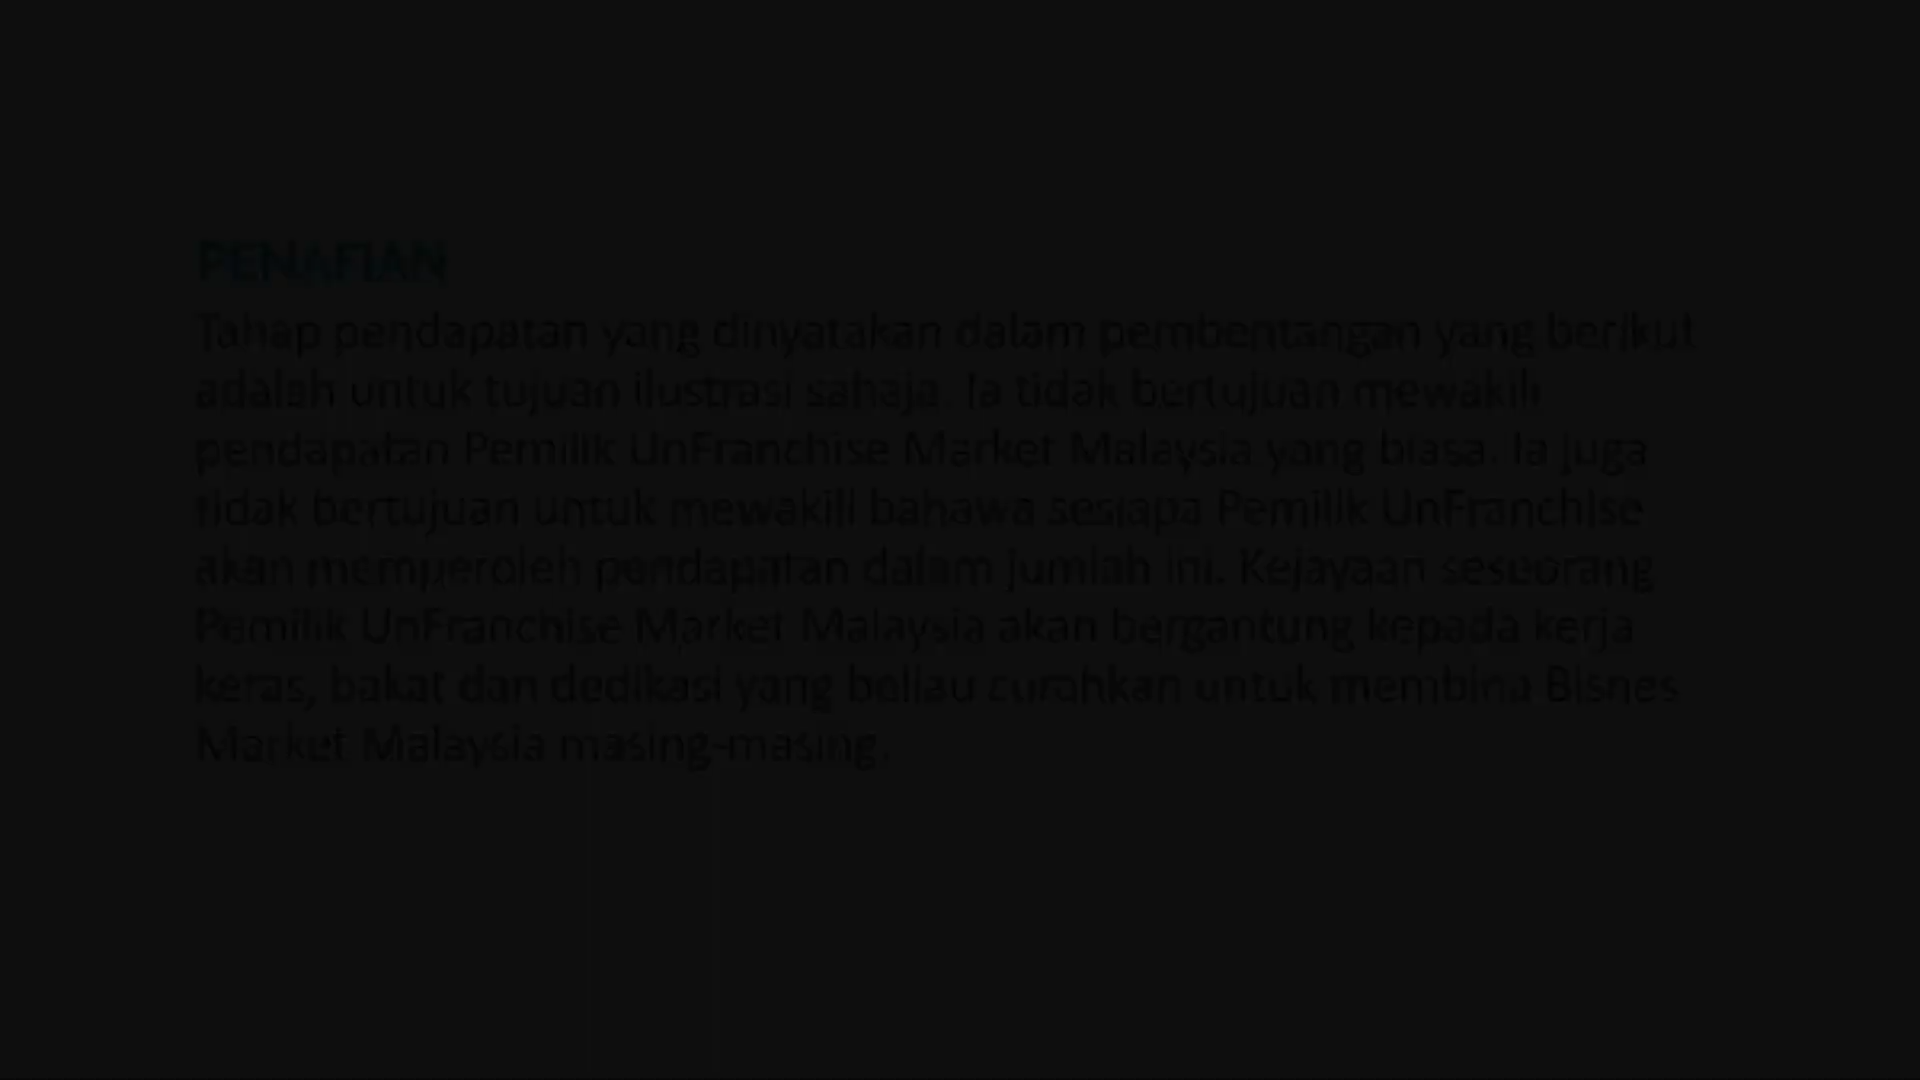 PENAFIAN
Tahap pendapatan yang dinyatakan dalam pembentangan yang berikut
adalah untuk tujuan ilustrasi sahaja. Ia tidak bertujuan mewakili
pendapatan Pemilik UnFranchise Market Malaysia yang biasa. Ia juga
tidak bertujuan untuk mewakili bahawa sesiapa Pemilik UnFranchise
akan memperoleh pendapatan dalam jumlah ini. Kejayaan seseorang
Pemilik UnFranchise Market Malaysia akan bergantung kepada kerja
keras, bakat dan dedikasi yang beliau curahkan untuk membina Bisnes
Market Malaysia masing-masing.